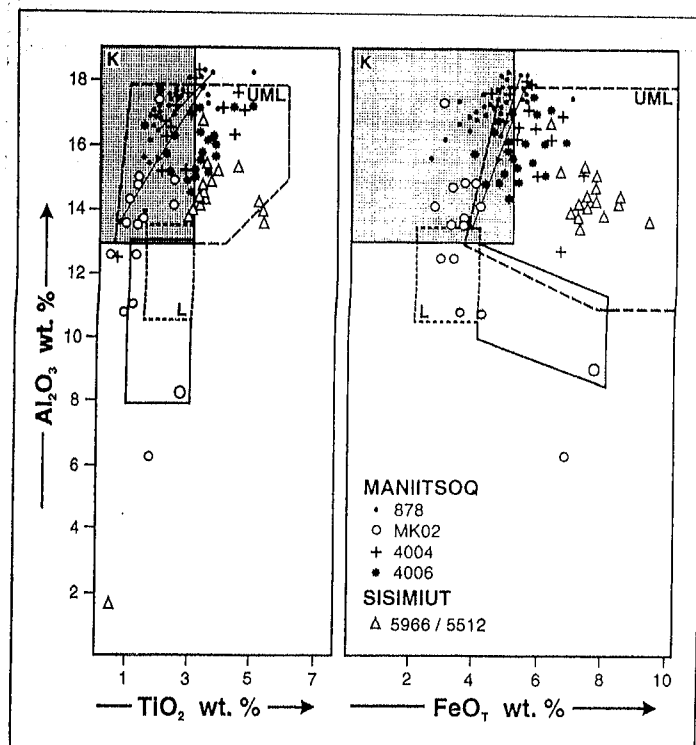 K
UML
L
18
16
14
12
10
8
6
4
2
Al₂O₃ wt. %
1
3
5
7
TiO₂ wt. %
K
UML
L
MANIITSOQ
878
MK02
4004
4006
SISIMIUT
5966 / 5512
2
4
6
8
10
FeO_T wt. %